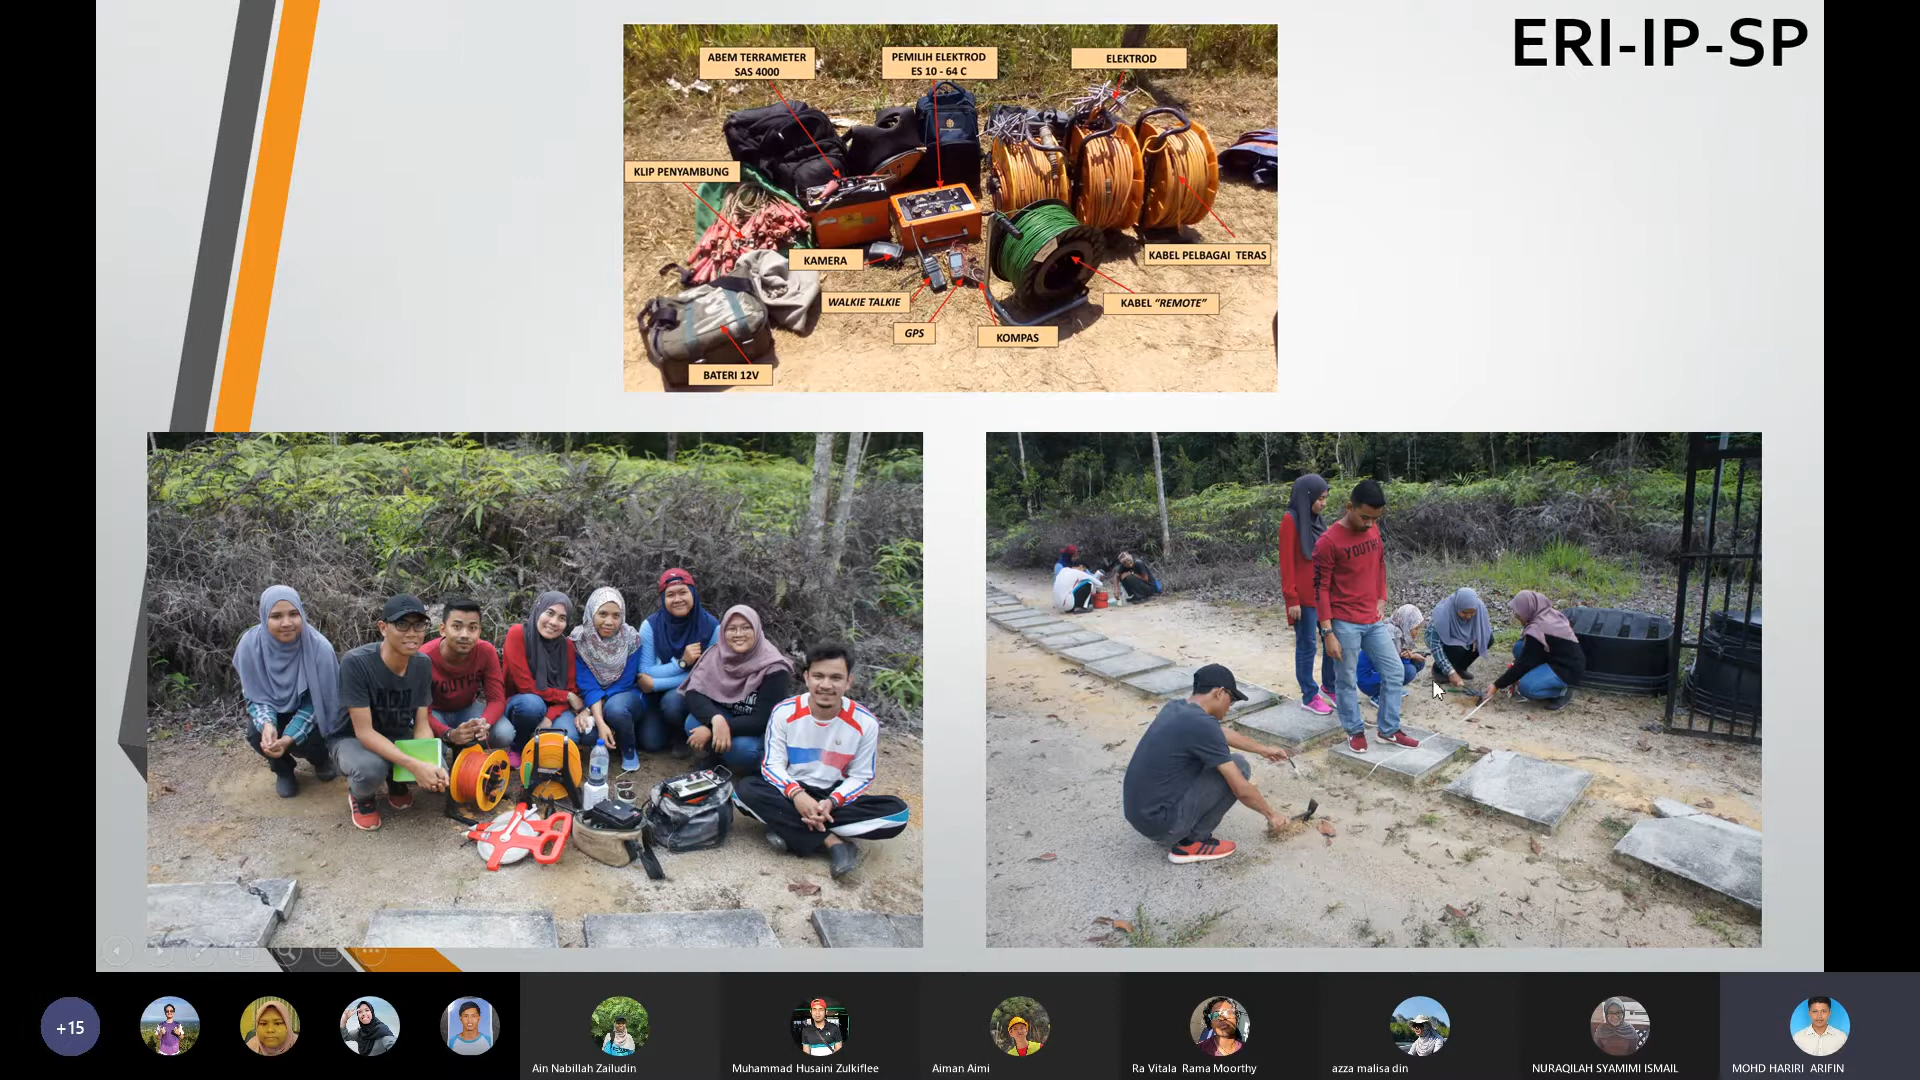 ERI-IP-SP
ABEM TERRAMETER
SAS 4000
PEMILIH ELEKTROD
ES 10 - 64 C
ELEKTROD
KLIP PENYAMBUNG
KAMERA
KABEL PELBAGAI TERAS
WALKIE TALKIE
KABEL “REMOTE”
GPS
KOMPAS
BATERI 12V
YOUTH
YOUTH
+15
Ain Nabillah Zailudin
Muhammad Husaini Zulkiflee
Aiman Aimi
Ra Vitala Rama Moorthy
azza malisa din
NURAQILAH SYAMIMI ISMAIL
MOHD HARIRI ARIFIN